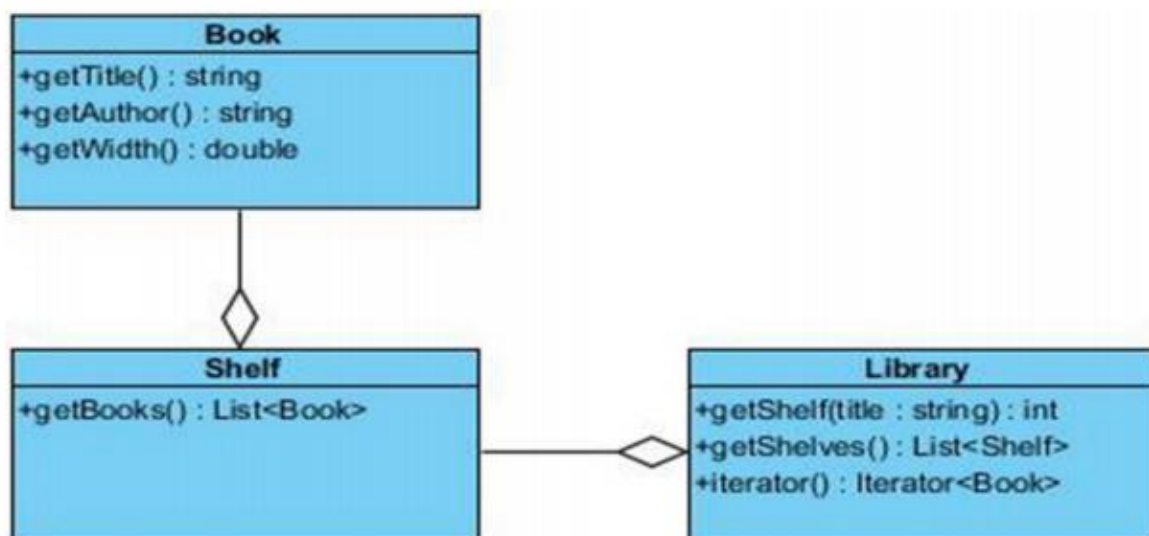 Book
+getTitle() : string
+getAuthor() : string
+getWidth() : double
Shelf
+getBooks() : List<Book>
Library
+getShelf(title : string) : int
+getShelves() : List<Shelf>
+iterator() : Iterator<Book>